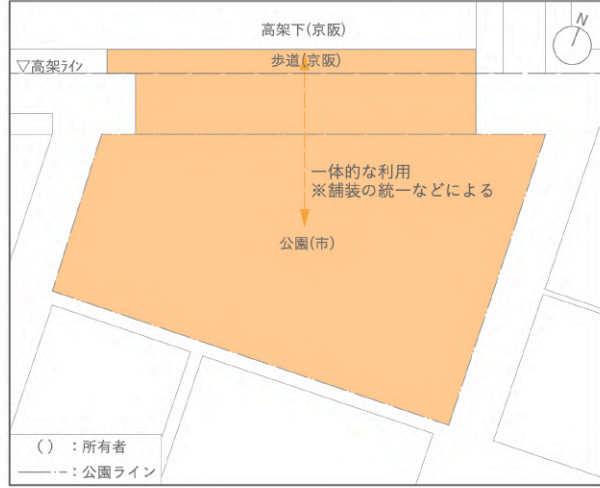 高架下(京阪)
N
▽高架ライン
歩道(京阪)
一体的な利用
※舗装の統一などによる
公園(市)
() :所有者
:公園ライン